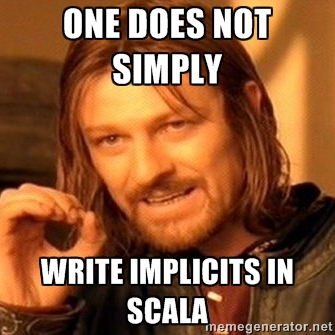 ONE DOES NOT
SIMPLY
WRITE IMPLICITS IN
SCALA
memegenerator.net